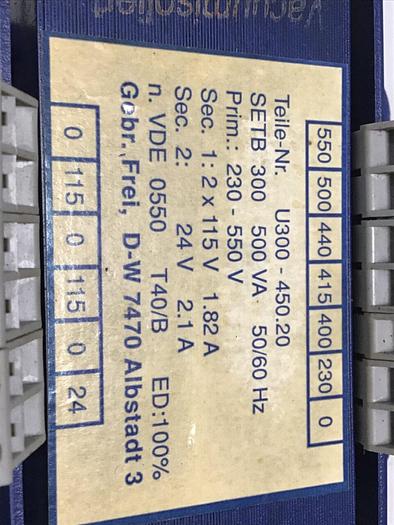 Vacuumisoliert
550 500 440 415 400 230 0
Teile-Nr. U300 - 450.20
SETB 300 500 VA 50/60 Hz
Prim.: 230 - 550 V
Sec. 1: 2 x 115 V 1.82 A
Sec. 2: 24 V 2.1 A
n. VDE 0550 T40/B ED:100%
Gebr. Frei, D-W 7470 Albstadt 3
0 115 0 115 0 24